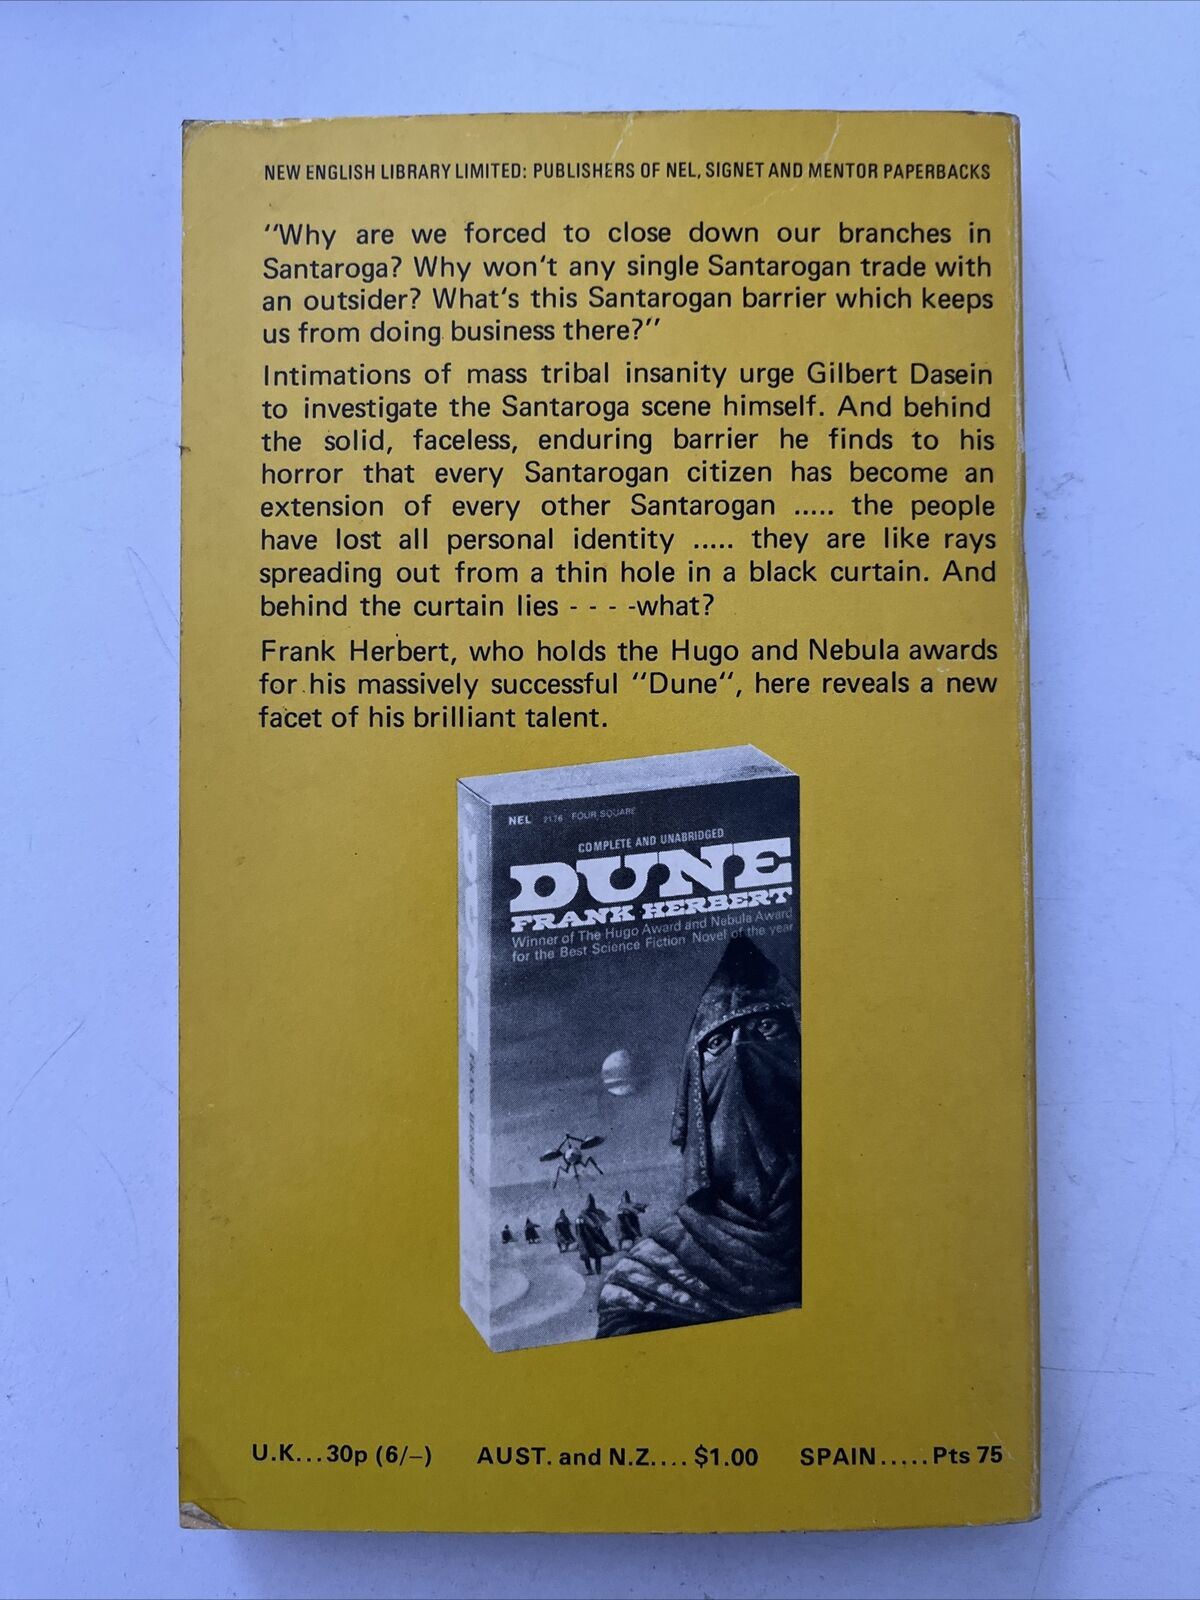 NEW ENGLISH LIBRARY LIMITED: PUBLISHERS OF NEL, SIGNET AND MENTOR PAPERBACKS
"Why are we forced to close down our branches in
Santaroga? Why won't any single Santarogan trade with
an outsider? What's this Santarogan barrier which keeps
us from doing business there?"
Intimations of mass tribal insanity urge Gilbert Dasein
to investigate the Santaroga scene himself. And behind
the solid, faceless, enduring barrier he finds to his
horror that every Santarogan citizen has become an
extension of every other Santarogan ..... the people
have lost all personal identity ..... they are like rays
spreading out from a thin hole in a black curtain. And
behind the curtain lies - - - -what?
Frank Herbert, who holds the Hugo and Nebula awards
for his massively successful "Dune", here reveals a new
facet of his brilliant talent.
NEL 2176 FOUR SQUARE
COMPLETE AND UNABRIDGED
DUNE
FRANK HERBERT
Winner of The Hugo Award and Nebula Award
for the Best Science Fiction Novel of the year
DUNE FRANK HERBERT
U.K...30p (6/-) AUST. and N.Z.... $1.00 SPAIN.....Pts 75